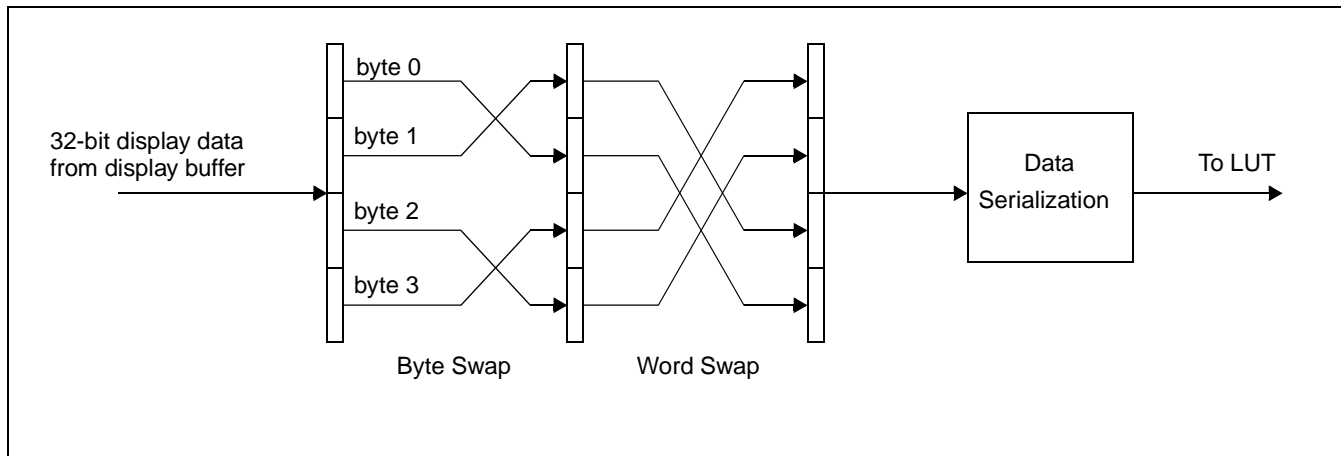 byte 0
32-bit display data
from display buffer
byte 1
byte 2
byte 3
Byte Swap
Word Swap
Data
Serialization
To LUT